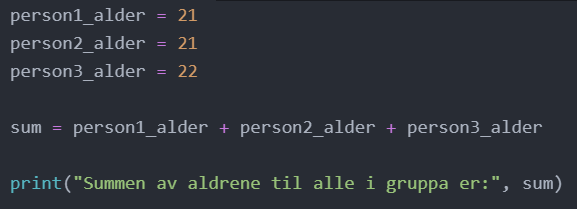 person1_alder = 21
person2_alder = 21
person3_alder = 22
sum = person1_alder + person2_alder + person3_alder
print("Summen av aldrene til alle i gruppa er:", sum)